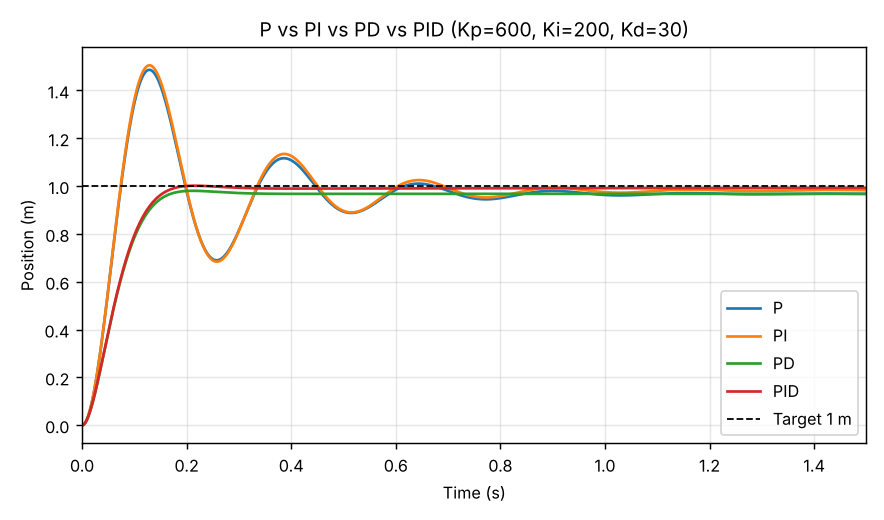 P vs PI vs PD vs PID (Kp=600, Ki=200, Kd=30)
Position (m)
1.4
1.2
1.0
0.8
0.6
0.4
0.2
0.0
P
PI
PD
PID
Target 1 m
0.0 0.2 0.4 0.6 0.8 1.0 1.2 1.4
Time (s)